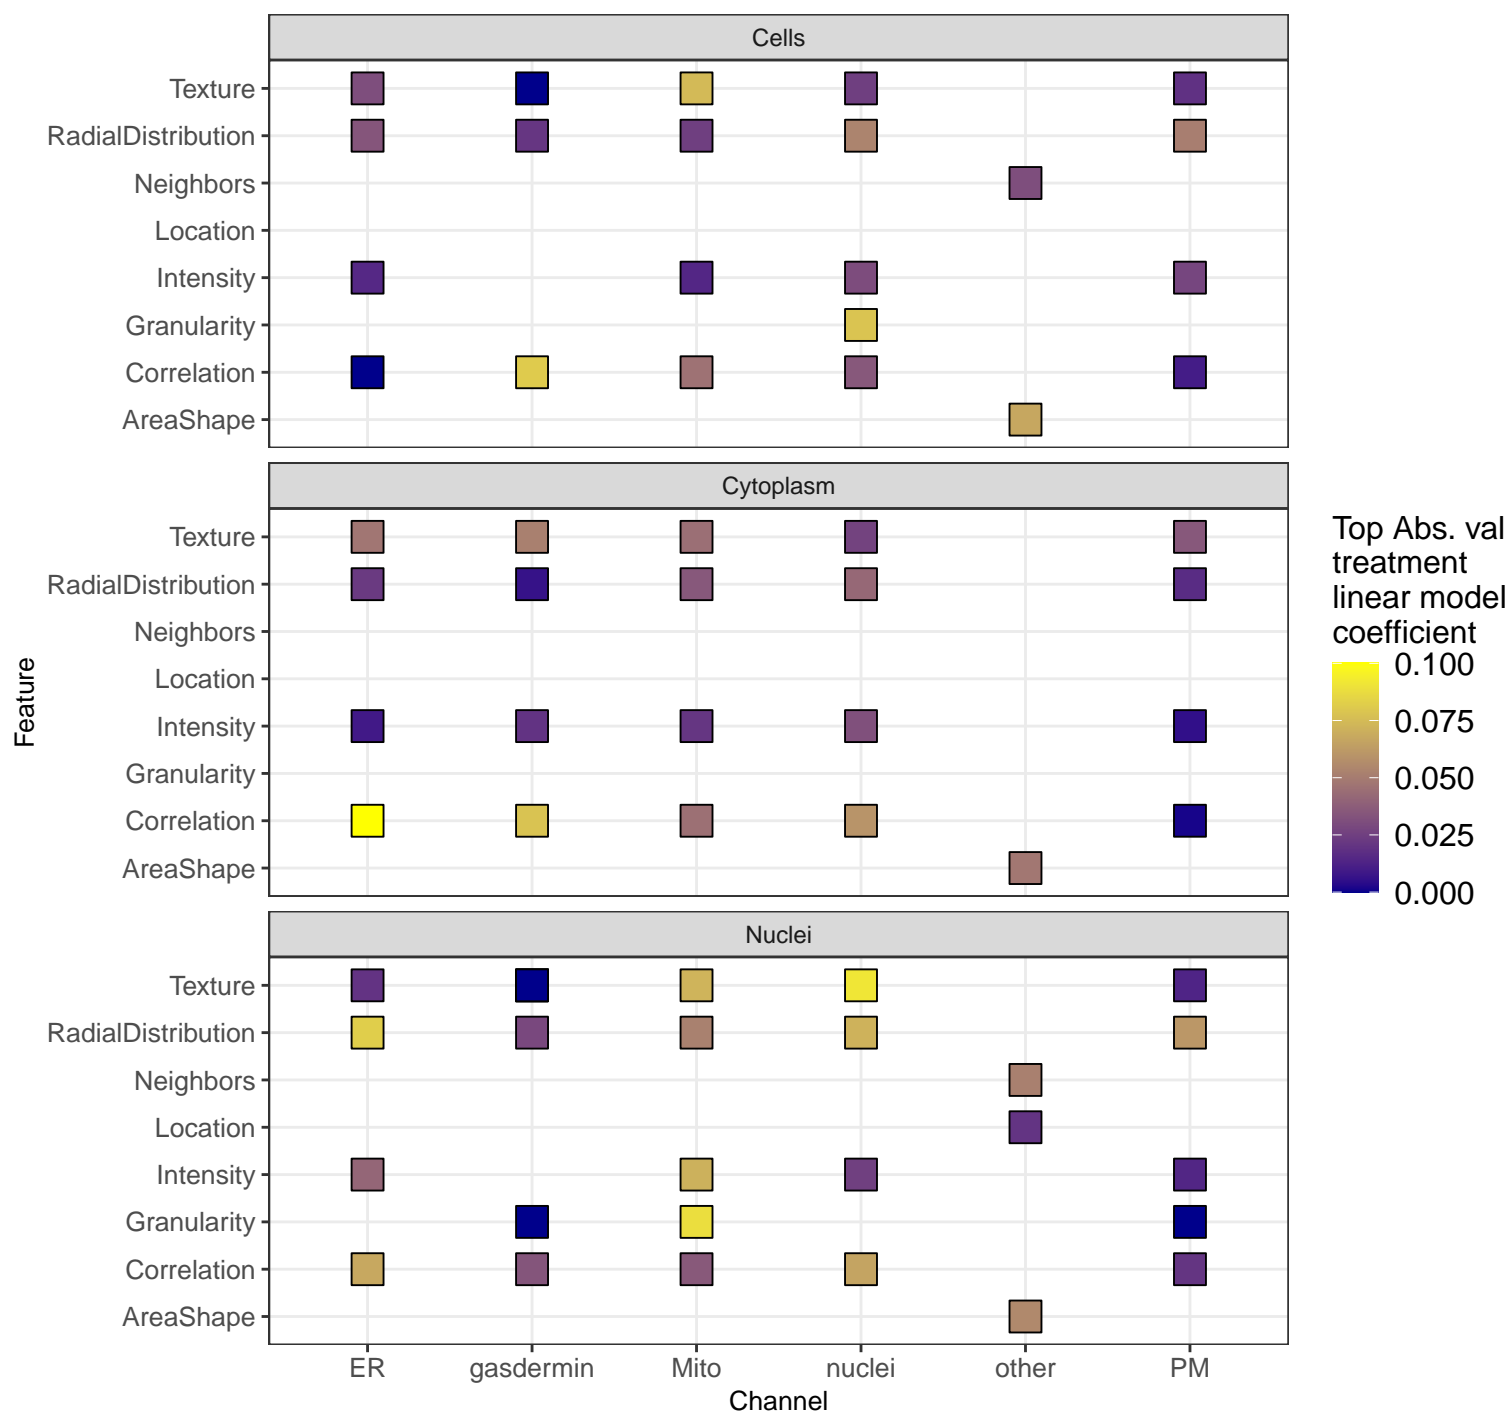 Cells
Texture
RadialDistribution
Neighbors
Location
Intensity
Granularity
Correlation
AreaShape
Cytoplasm
Texture
RadialDistribution
Neighbors
Location
Intensity
Granularity
Correlation
AreaShape
Nuclei
Texture
RadialDistribution
Neighbors
Location
Intensity
Granularity
Correlation
AreaShape
ER gasdermin Mito nuclei other PM
Channel
Feature
Top Abs. val
treatment
linear model
coefficient
0.100
0.075
0.050
0.025
0.000